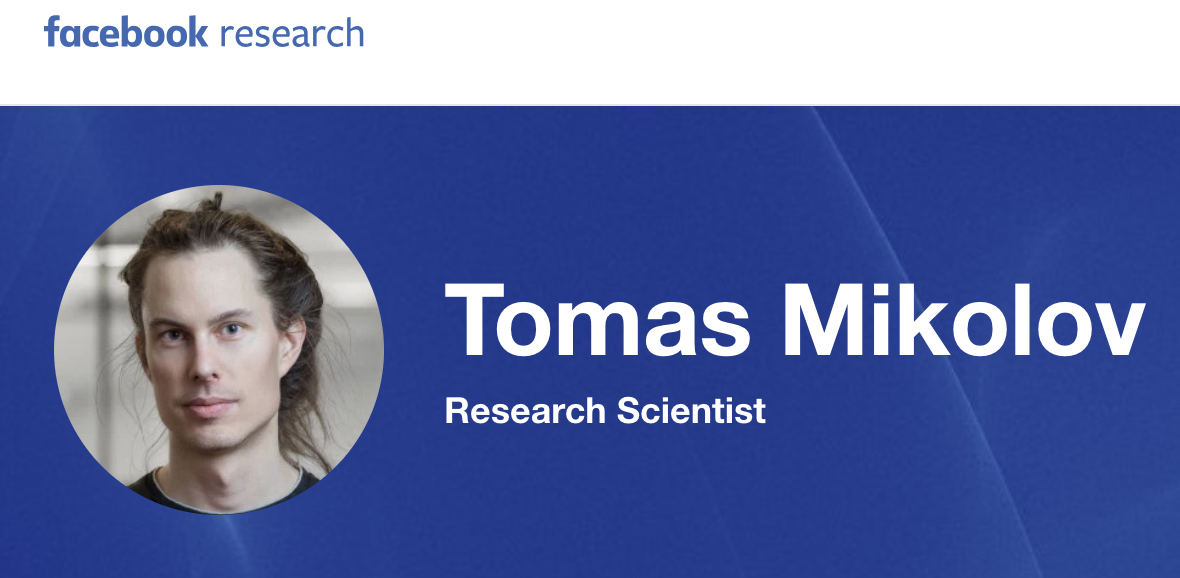 facebook research
Tomas Mikolov
Research Scientist